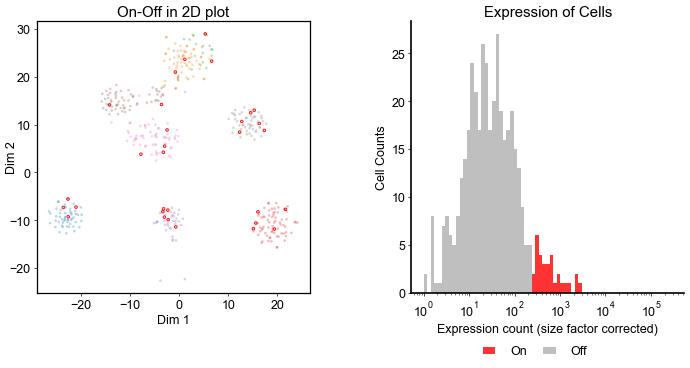 On-Off in 2D plot
30
20
10
0
−10
−20
Dim 2
−20 −10 0 10 20
Dim 1
Expression of Cells
25
20
15
10
5
0
Cell Counts
10^0 10^1 10^2 10^3 10^4 10^5
Expression count (size factor corrected)
On Off